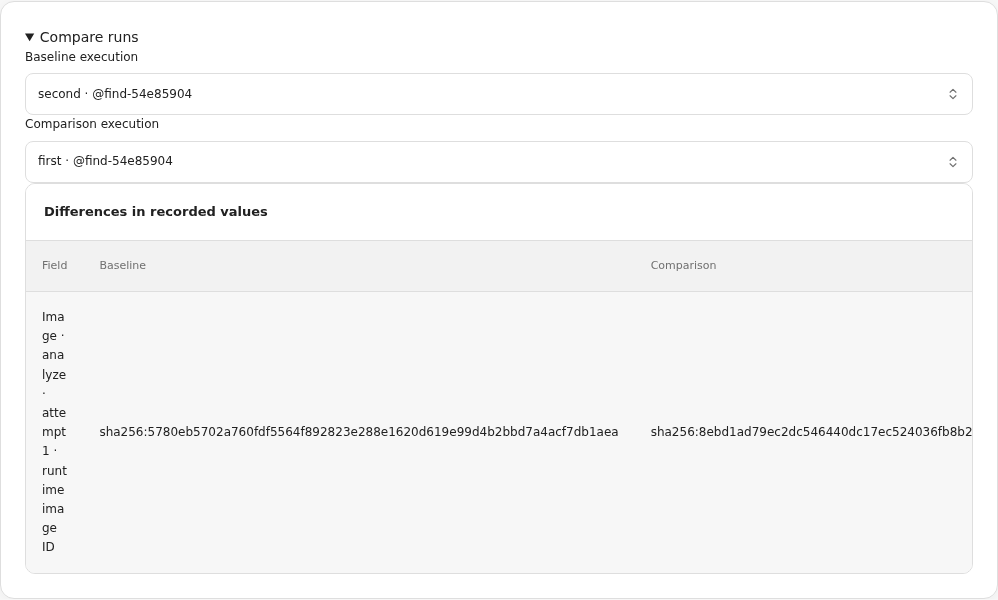 ▼ Compare runs
Baseline execution
second · @find-54e85904
Comparison execution
first · @find-54e85904
Differences in recorded values
Field Baseline Comparison
Ima
ge ·
ana
lyze
·
atte
mpt
1 ·
runt
ime
ima
ge
ID
sha256:5780eb5702a760fdf5564f892823e288e1620d619e99d4b2bbd7a4acf7db1aea
sha256:8ebd1ad79ec2dc546440dc17ec524036fb8b2